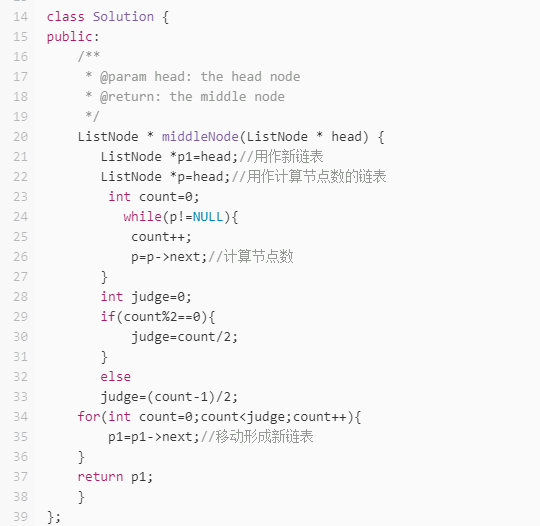 14 class Solution {
15 public:
16     /**
17      * @param head: the head node
18      * @return: the middle node
19      */
20     ListNode * middleNode(ListNode * head) {
21        ListNode *p1=head;//用作新链表
22        ListNode *p=head;//用作计算节点数的链表
23         int count=0;
24           while(p!=NULL){
25            count++;
26            p=p->next;//计算节点数
27        }
28        int judge=0;
29        if(count%2==0){
30            judge=count/2;
31        }
32        else
33        judge=(count-1)/2;
34     for(int count=0;count<judge;count++){
35         p1=p1->next;//移动形成新链表
36     }
37     return p1;
38     }
39 };